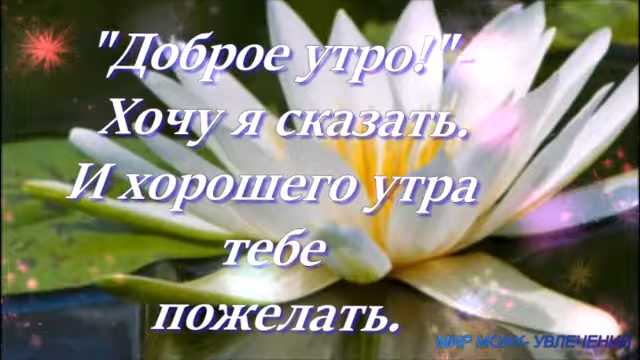 "Доброе утро!"-
Хочу я сказать.
И хорошего утра
тебе
пожелать.
МИР МОИХ- УВЛЕЧЕНИЙ